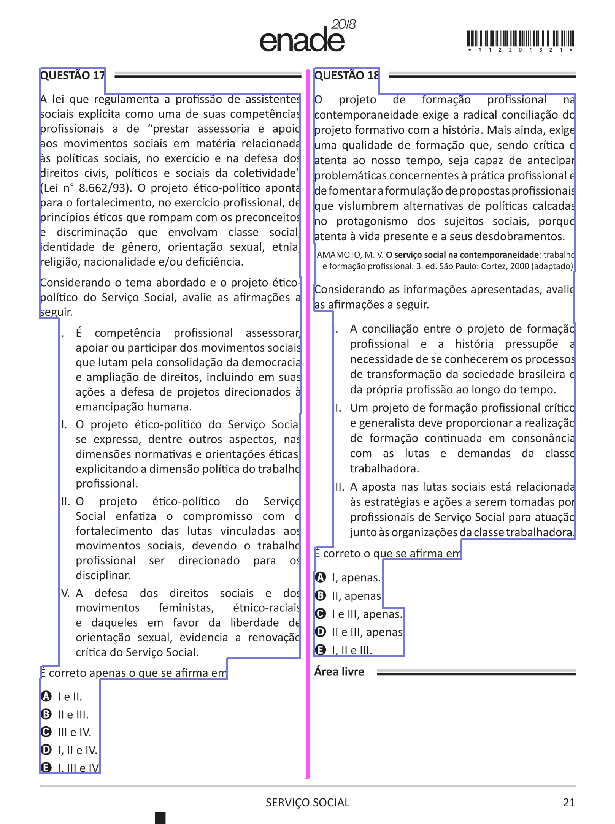 enade 2018
*R1220182 1*
QUESTÃO 17
A lei que regulamenta a profissão de assistentes
sociais explicita como uma de suas competências
profissionais a de “prestar assessoria e apoio
aos movimentos sociais em matéria relacionada
às políticas sociais, no exercício e na defesa dos
direitos civis, políticos e sociais da coletividade”
(Lei n° 8.662/93). O projeto ético-político aponta
para o fortalecimento, no exercício profissional, de
princípios éticos que rompam com os preconceitos
e discriminação que envolvam classe social,
identidade de gênero, orientação sexual, etnia,
religião, nacionalidade e/ou deficiência.
Considerando o tema abordado e o projeto ético-
político do Serviço Social, avalie as afirmações a
seguir.
I. É competência profissional assessorar,
apoiar ou participar dos movimentos sociais
que lutam pela consolidação da democracia
e ampliação de direitos, incluindo em suas
ações a defesa de projetos direcionados à
emancipação humana.
II. O projeto ético-político do Serviço Social
se expressa, dentre outros aspectos, nas
dimensões normativas e orientações éticas,
explicitando a dimensão política do trabalho
profissional.
III. O projeto ético-político do Serviço
Social enfatiza o compromisso com o
fortalecimento das lutas vinculadas aos
movimentos sociais, devendo o trabalho
profissional ser direcionado para os
disciplinar.
IV. A defesa dos direitos sociais e dos
movimentos feministas, étnico-raciais
e daqueles em favor da liberdade de
orientação sexual, evidencia a renovação
crítica do Serviço Social.
É correto apenas o que se afirma em
A I e II.
B II e III.
C III e IV.
D I, II e IV.
E I, III e IV.
QUESTÃO 18
O projeto de formação profissional na
contemporaneidade exige a radical conciliação do
projeto formativo com a história. Mais ainda, exige
uma qualidade de formação que, sendo crítica e
atenta ao nosso tempo, seja capaz de antecipar
problemáticas concernentes à prática profissional e
de fomentar a formulação de propostas profissionais
que vislumbrem alternativas de políticas calcadas
no protagonismo dos sujeitos sociais, porque
atenta à vida presente e a seus desdobramentos.
IAMAMOTO, M. V. O serviço social na contemporaneidade: trabalho
e formação profissional. 3. ed. São Paulo: Cortez, 2000 (adaptado).
Considerando as informações apresentadas, avalie
as afirmações a seguir.
I. A conciliação entre o projeto de formação
profissional e a história pressupõe a
necessidade de se conhecerem os processos
de transformação da sociedade brasileira e
da própria profissão ao longo do tempo.
II. Um projeto de formação profissional crítico
e generalista deve proporcionar a realização
de formação continuada em consonância
com as lutas e demandas da classe
trabalhadora.
III. A aposta nas lutas sociais está relacionada
às estratégias e ações a serem tomadas por
profissionais de Serviço Social para atuação
junto às organizações da classe trabalhadora.
É correto o que se afirma em
A I, apenas.
B II, apenas.
C I e III, apenas.
D II e III, apenas.
E I, II e III.
Área livre
SERVIÇO SOCIAL
21